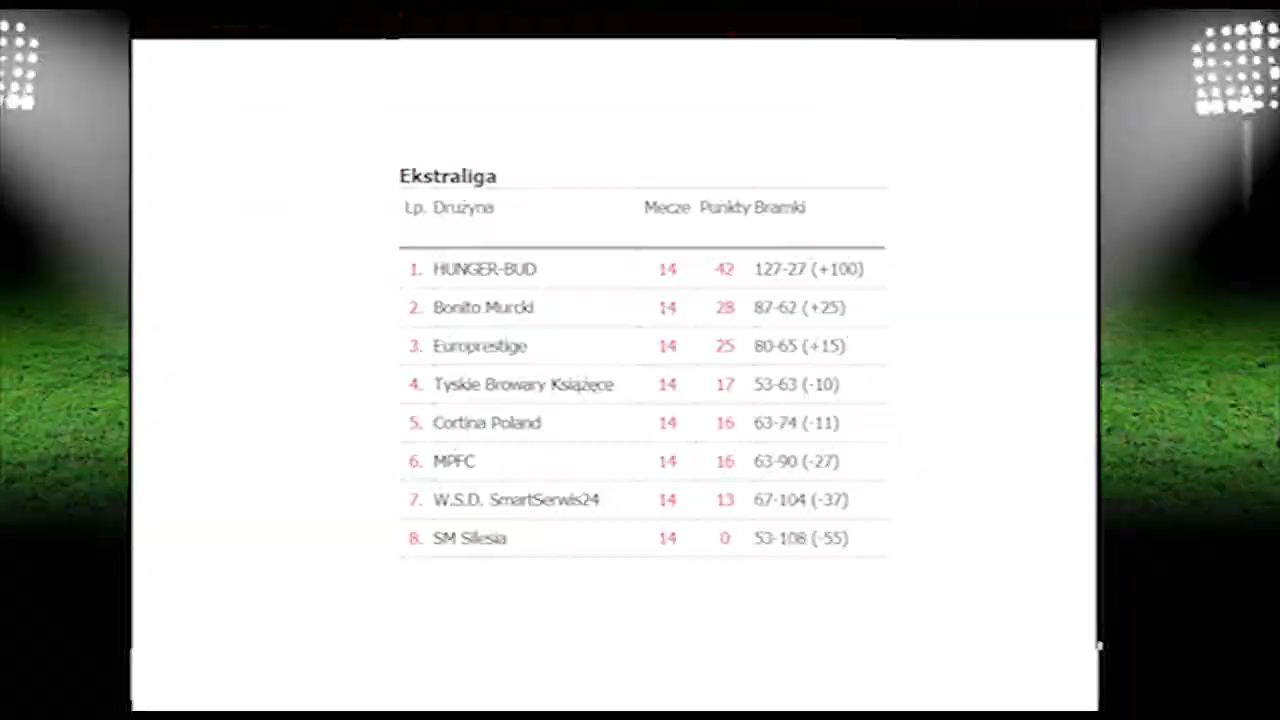 Ekstraliga
Lp. Drużyna Mecze Punkty Bramki
1. HUNGER-BUD 14 42 127-27 (+100)
2. Bonito Murcki 14 28 87-62 (+25)
3. Europrestige 14 25 80-65 (+15)
4. Tyskie Browary Książęce 14 17 53-63 (-10)
5. Cortina Poland 14 16 63-74 (-11)
6. MPFC 14 16 63-90 (-27)
7. W.S.D. SmartSerwis24 14 13 67-104 (-37)
8. SM Silesia 14 0 53-108 (-55)